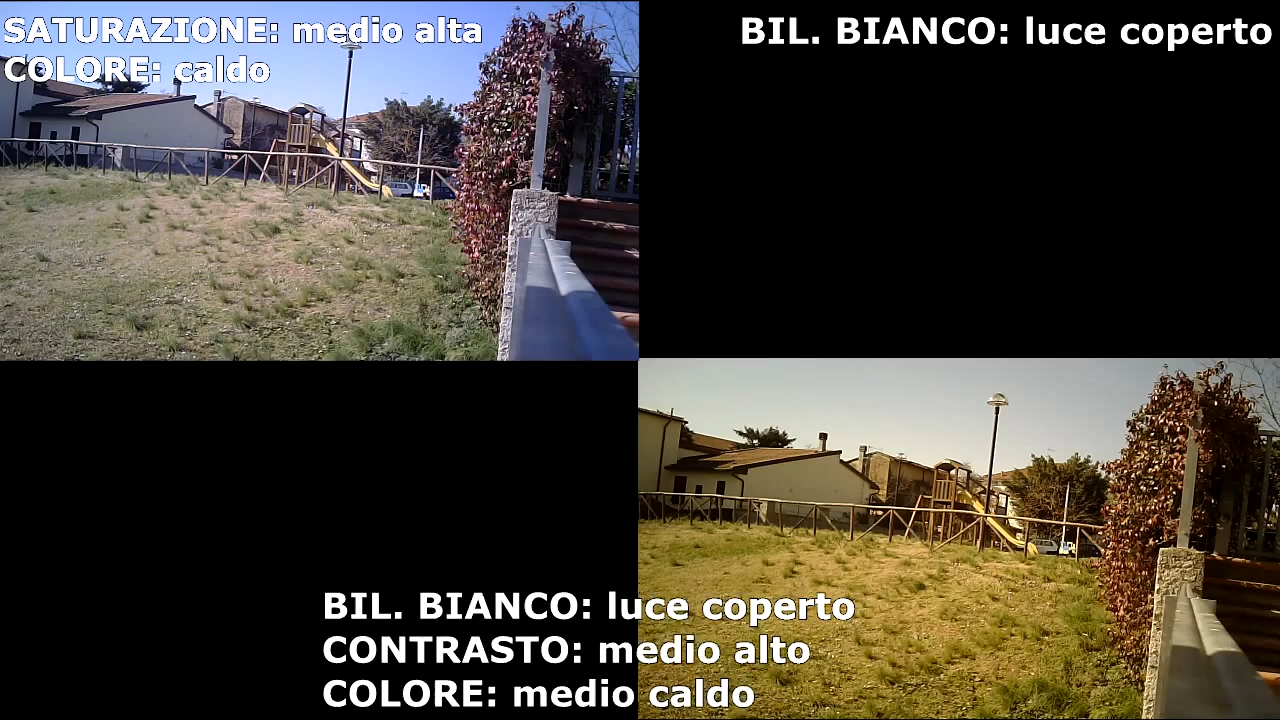 SATURAZIONE: medio alta
COLORE: caldo
BIL. BIANCO: luce coperto
BIL. BIANCO: luce coperto
CONTRASTO: medio alto
COLORE: medio caldo